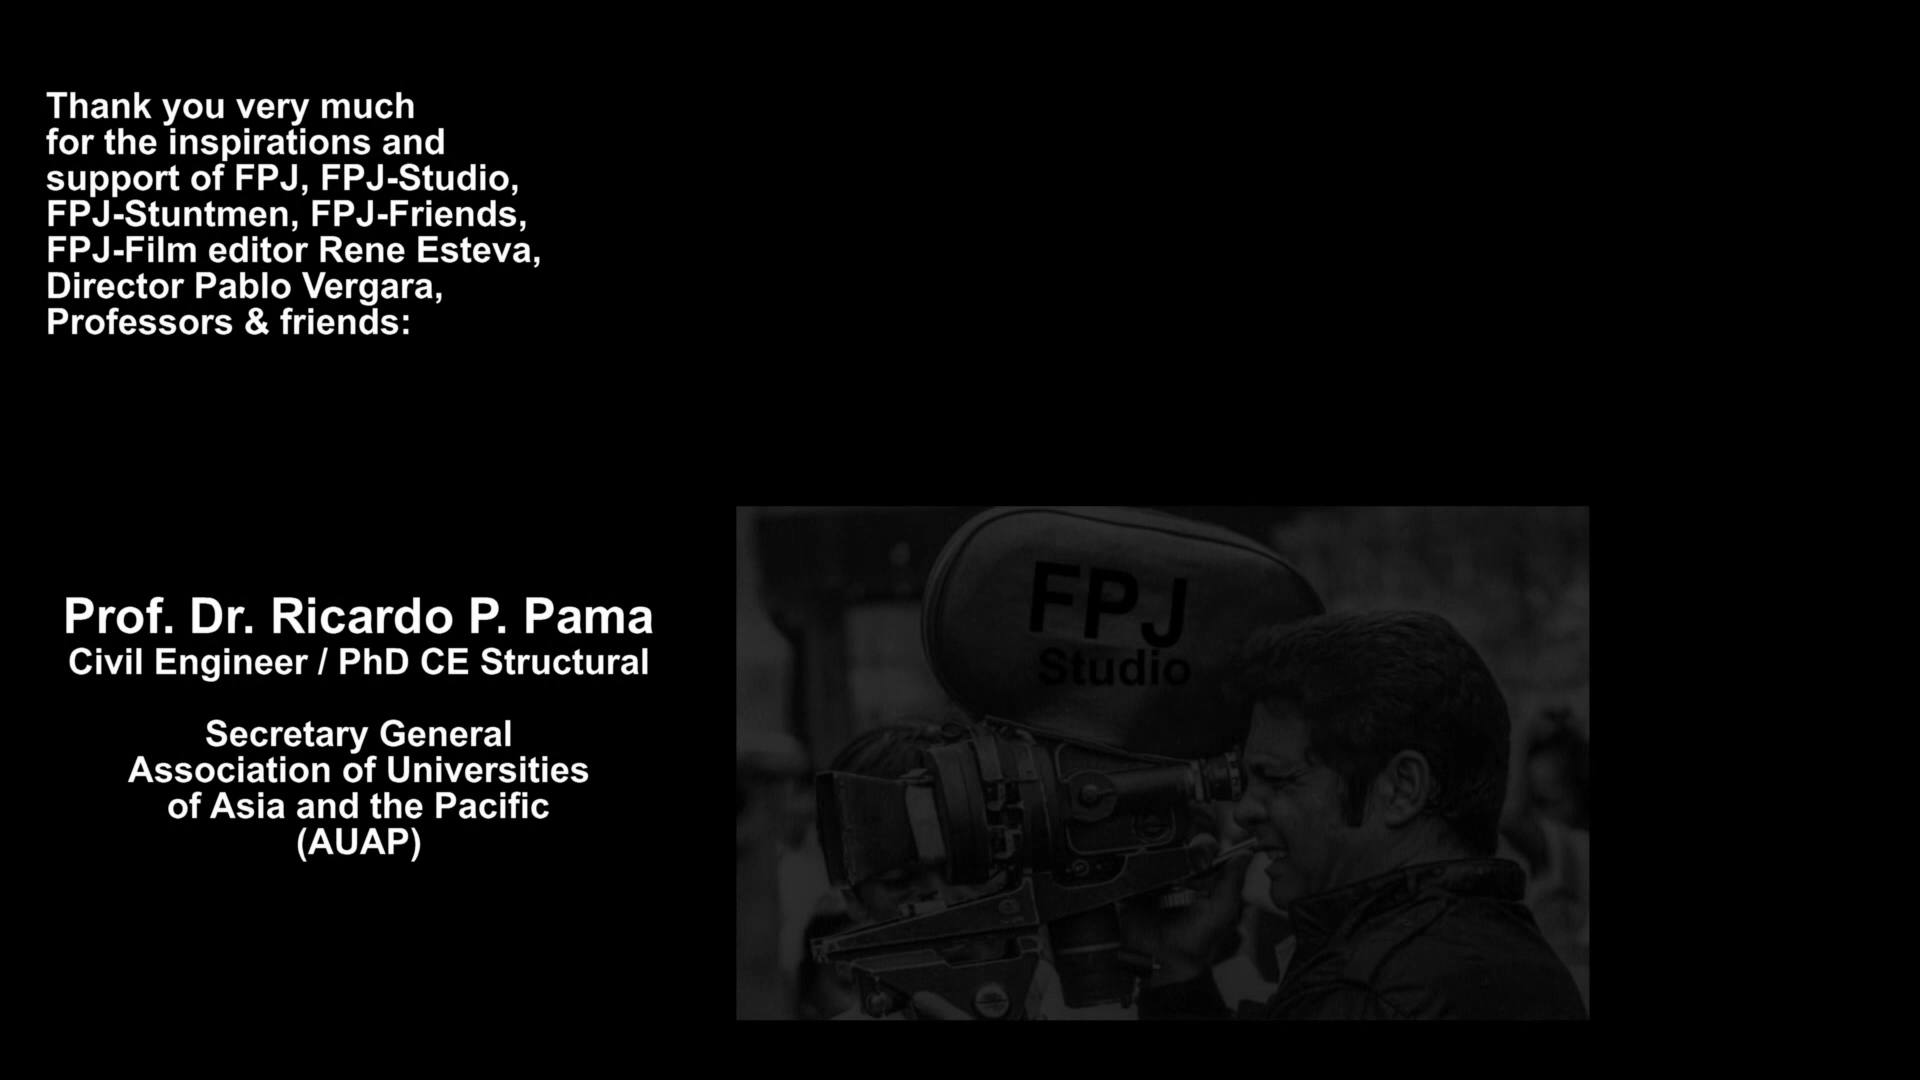 Thank you very much
for the inspirations and
support of FPJ, FPJ-Studio,
FPJ-Stuntmen, FPJ-Friends,
FPJ-Film editor Rene Esteva,
Director Pablo Vergara,
Professors & friends:
Prof. Dr. Ricardo P. Pama
Civil Engineer / PhD CE Structural
Secretary General
Association of Universities
of Asia and the Pacific
(AUAP)
FPJ
Studio